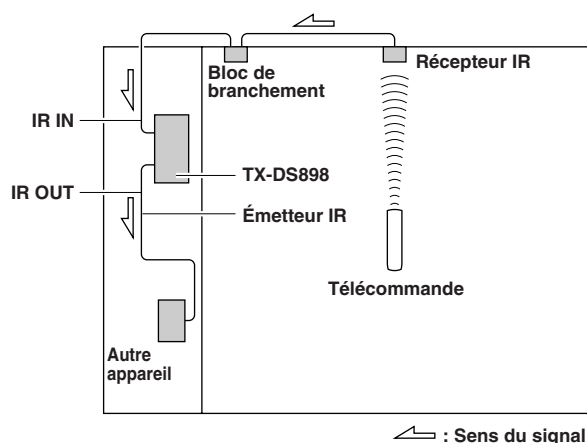 Bloc de
branchement
Récepteur IR
IR IN
TX-DS898
IR OUT
Émetteur IR
Télécommande
Autre
appareil
: Sens du signal